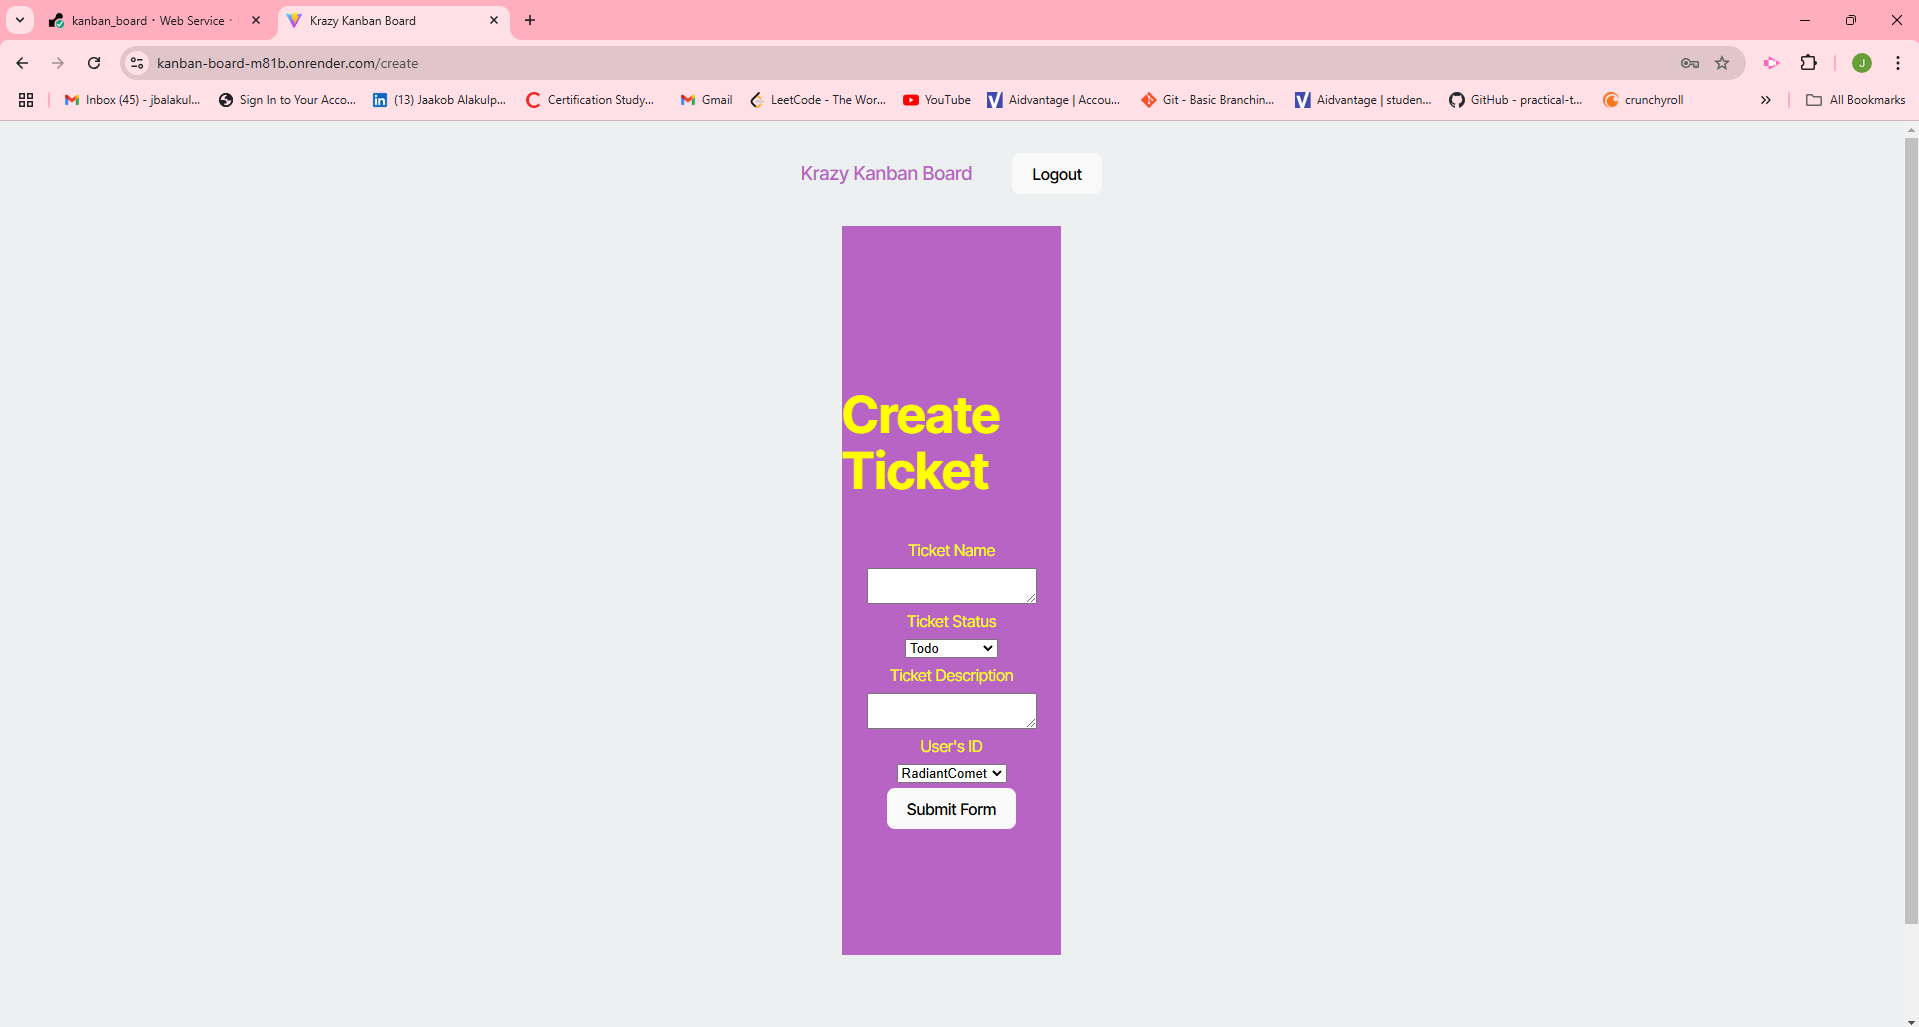 kanban_board · Web Service ·
Krazy Kanban Board
kanban-board-m81b.onrender.com/create
J
Inbox (45) - jbalakul...
Sign In to Your Acco...
(13) Jaakob Alakulp...
Certification Study...
Gmail
LeetCode - The Wor...
YouTube
Aidvantage | Accou...
Git - Basic Branchin...
Aidvantage | studen...
GitHub - practical-t...
crunchyroll
All Bookmarks
Krazy Kanban Board
Logout
Create
Ticket
Ticket Name
Ticket Status
Todo
Ticket Description
User's ID
RadiantComet
Submit Form